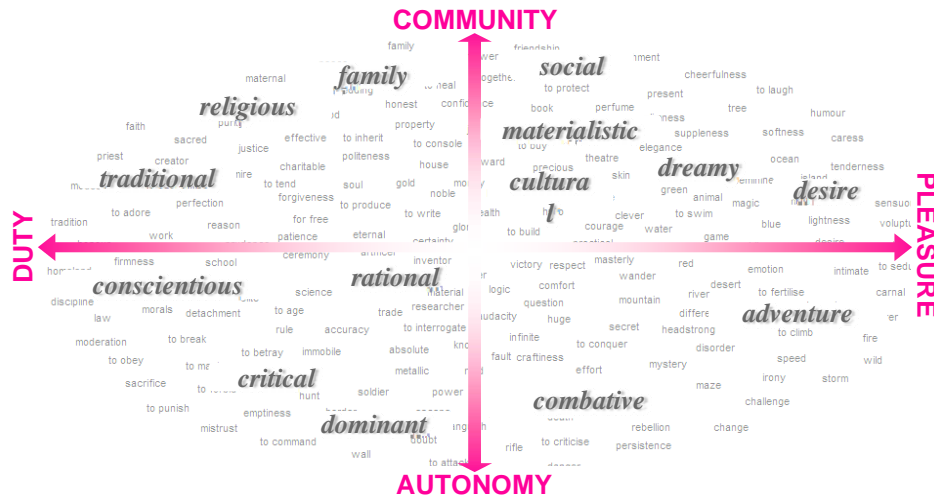 COMMUNITY
family
friendship
family
social
maternal
cheerfulness
to protect
present
to laugh
religious
honest
book
perfume
tree
humour
faith
property
materialistic
suppleness
softness
caress
sacred
justice
effective
to inherit
to console
to buy
elegance
priest
creator
charitable
politeness
house
precious
theatre
dreamy
ocean
tenderness
traditional
to tend
soul
gold
cultura
skin
green
island
desire
perfection
forgiveness
to produce
noble
l
animal
magic
to adore
for free
to write
clever
to swim
lightness
tradition
reason
to build
courage
water
blue
work
patience
eternal
certainty
game
DUTY
PLEASURE
firmness
school
ceremony
inventor
victory
respect
masterly
red
emotion
intimate
conscientious
rational
logic
comfort
wander
desert
to fertilise
carnal
discipline
science
material
question
mountain
river
adventure
law
morals
detachment
to age
trade
researcher
huge
secret
headstrong
to climb
moderation
to break
rule
accuracy
to interrogate
infinite
to conquer
disorder
fire
to obey
to betray
immobile
absolute
fault
craftiness
mystery
speed
wild
sacrifice
critical
metallic
effort
maze
irony
storm
to punish
hunt
soldier
power
combative
challenge
mistrust
emptiness
dominant
rebellion
change
to command
doubt
rifle
to criticise
persistence
wall
AUTONOMY